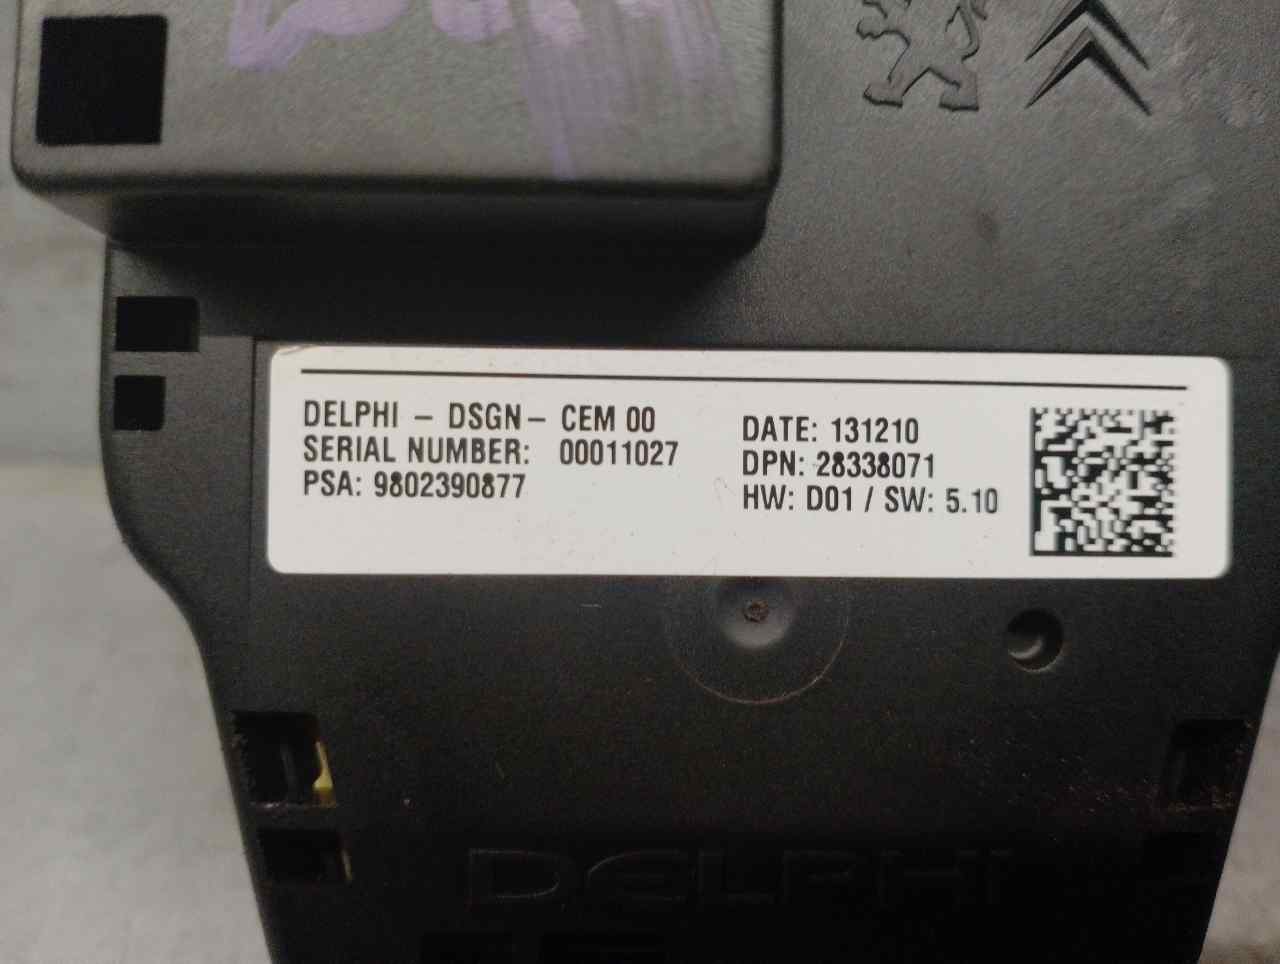 DELPHI - DSGN - CEM 00
SERIAL NUMBER: 00011027
PSA: 9802390877
DATE: 131210
DPN: 28338071
HW: D01 / SW: 5.10
DELPHI